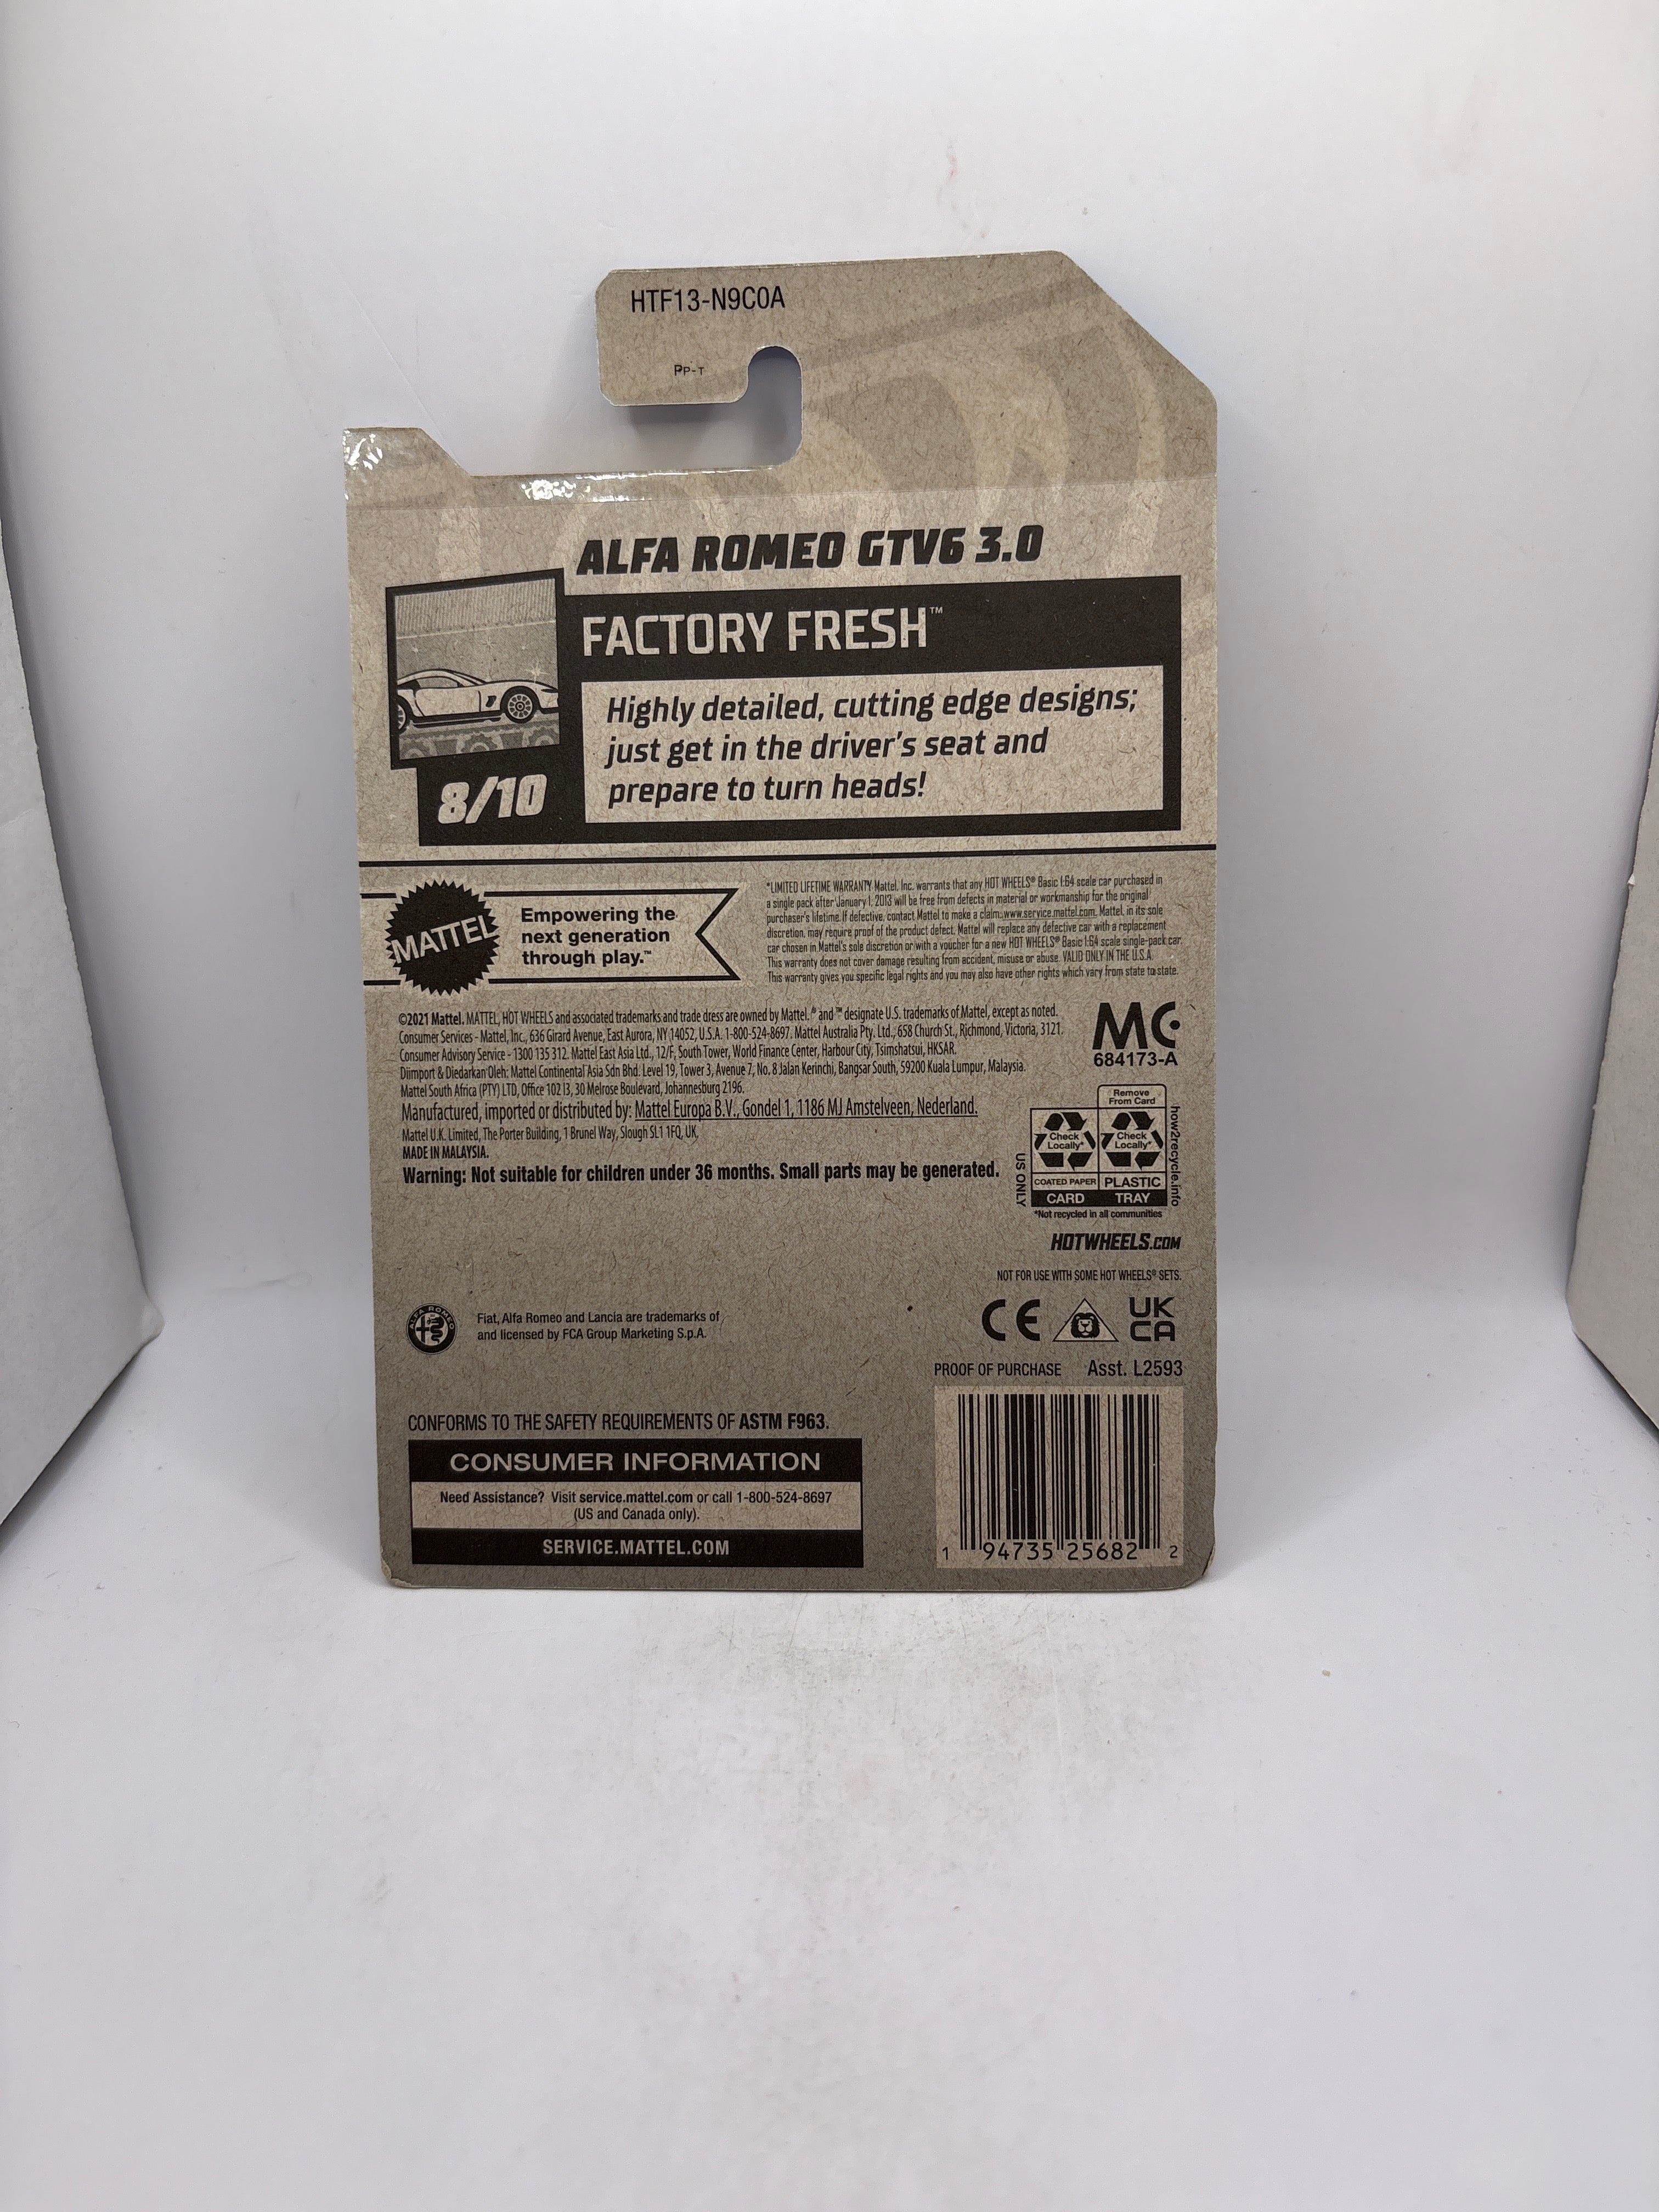 HTF13-N9C0A
PP-T
ALFA ROMEO GTV6 3.0
FACTORY FRESH™
Highly detailed, cutting edge designs;
just get in the driver's seat and
prepare to turn heads!
8/10
MATTEL
Empowering the
next generation
through play.™
*LIMITED LIFETIME WARRANTY Mattel, Inc. warrants that any HOT WHEELS® Basic 1:64 scale car purchased in
a single pack after January 1, 2013 will be free from defects in material or workmanship for the original
purchaser's lifetime. If defective, contact Mattel to make a claim: www.service.mattel.com. Mattel, in its sole
discretion, may require proof of the product defect. Mattel will replace any defective car with a replacement
car chosen in Mattel's sole discretion or with a voucher for a new HOT WHEELS® Basic 1:64 scale single-pack car.
This warranty does not cover damage resulting from accident, misuse or abuse. VALID ONLY IN THE U.S.A.
This warranty gives you specific legal rights and you may also have other rights which vary from state to state.
©2021 Mattel. MATTEL, HOT WHEELS and associated trademarks and trade dress are owned by Mattel. ® and ™ designate U.S. trademarks of Mattel, except as noted.
Consumer Services - Mattel, Inc., 636 Girard Avenue, East Aurora, NY 14052, U.S.A. 1-800-524-8697. Mattel Australia Pty. Ltd., 658 Church St., Richmond, Victoria, 3121.
Consumer Advisory Service - 1300 135 312. Mattel East Asia Ltd., 12/F, South Tower, World Finance Center, Harbour City, Tsimshatsui, HKSAR.
Diimport & Diedarkan Oleh: Mattel Continental Asia Sdn Bhd. Level 19, Tower 3, Avenue 7, No. 8 Jalan Kerinchi, Bangsar South, 59200 Kuala Lumpur, Malaysia.
Mattel South Africa (PTY) LTD, Office 102 I3, 30 Melrose Boulevard, Johannesburg 2196.
Manufactured, imported or distributed by: Mattel Europa B.V., Gondel 1, 1186 MJ Amstelveen, Nederland.
Mattel U.K. Limited, The Porter Building, 1 Brunel Way, Slough SL1 1FQ, UK.
MADE IN MALAYSIA.
Warning: Not suitable for children under 36 months. Small parts may be generated.
MC
684173-A
Remove
From Card
Check
Locally*
Check
Locally*
COATED PAPER
PLASTIC
CARD
TRAY
US ONLY
how2recycle.info
*Not recycled in all communities
HOTWHEELS.COM
NOT FOR USE WITH SOME HOT WHEELS® SETS.
ALFA ROMEO
Fiat, Alfa Romeo and Lancia are trademarks of
and licensed by FCA Group Marketing S.p.A.
CE
UK
CA
PROOF OF PURCHASE Asst. L2593
CONFORMS TO THE SAFETY REQUIREMENTS OF ASTM F963.
CONSUMER INFORMATION
Need Assistance? Visit service.mattel.com or call 1-800-524-8697
(US and Canada only).
SERVICE.MATTEL.COM
1 94735 25682 2